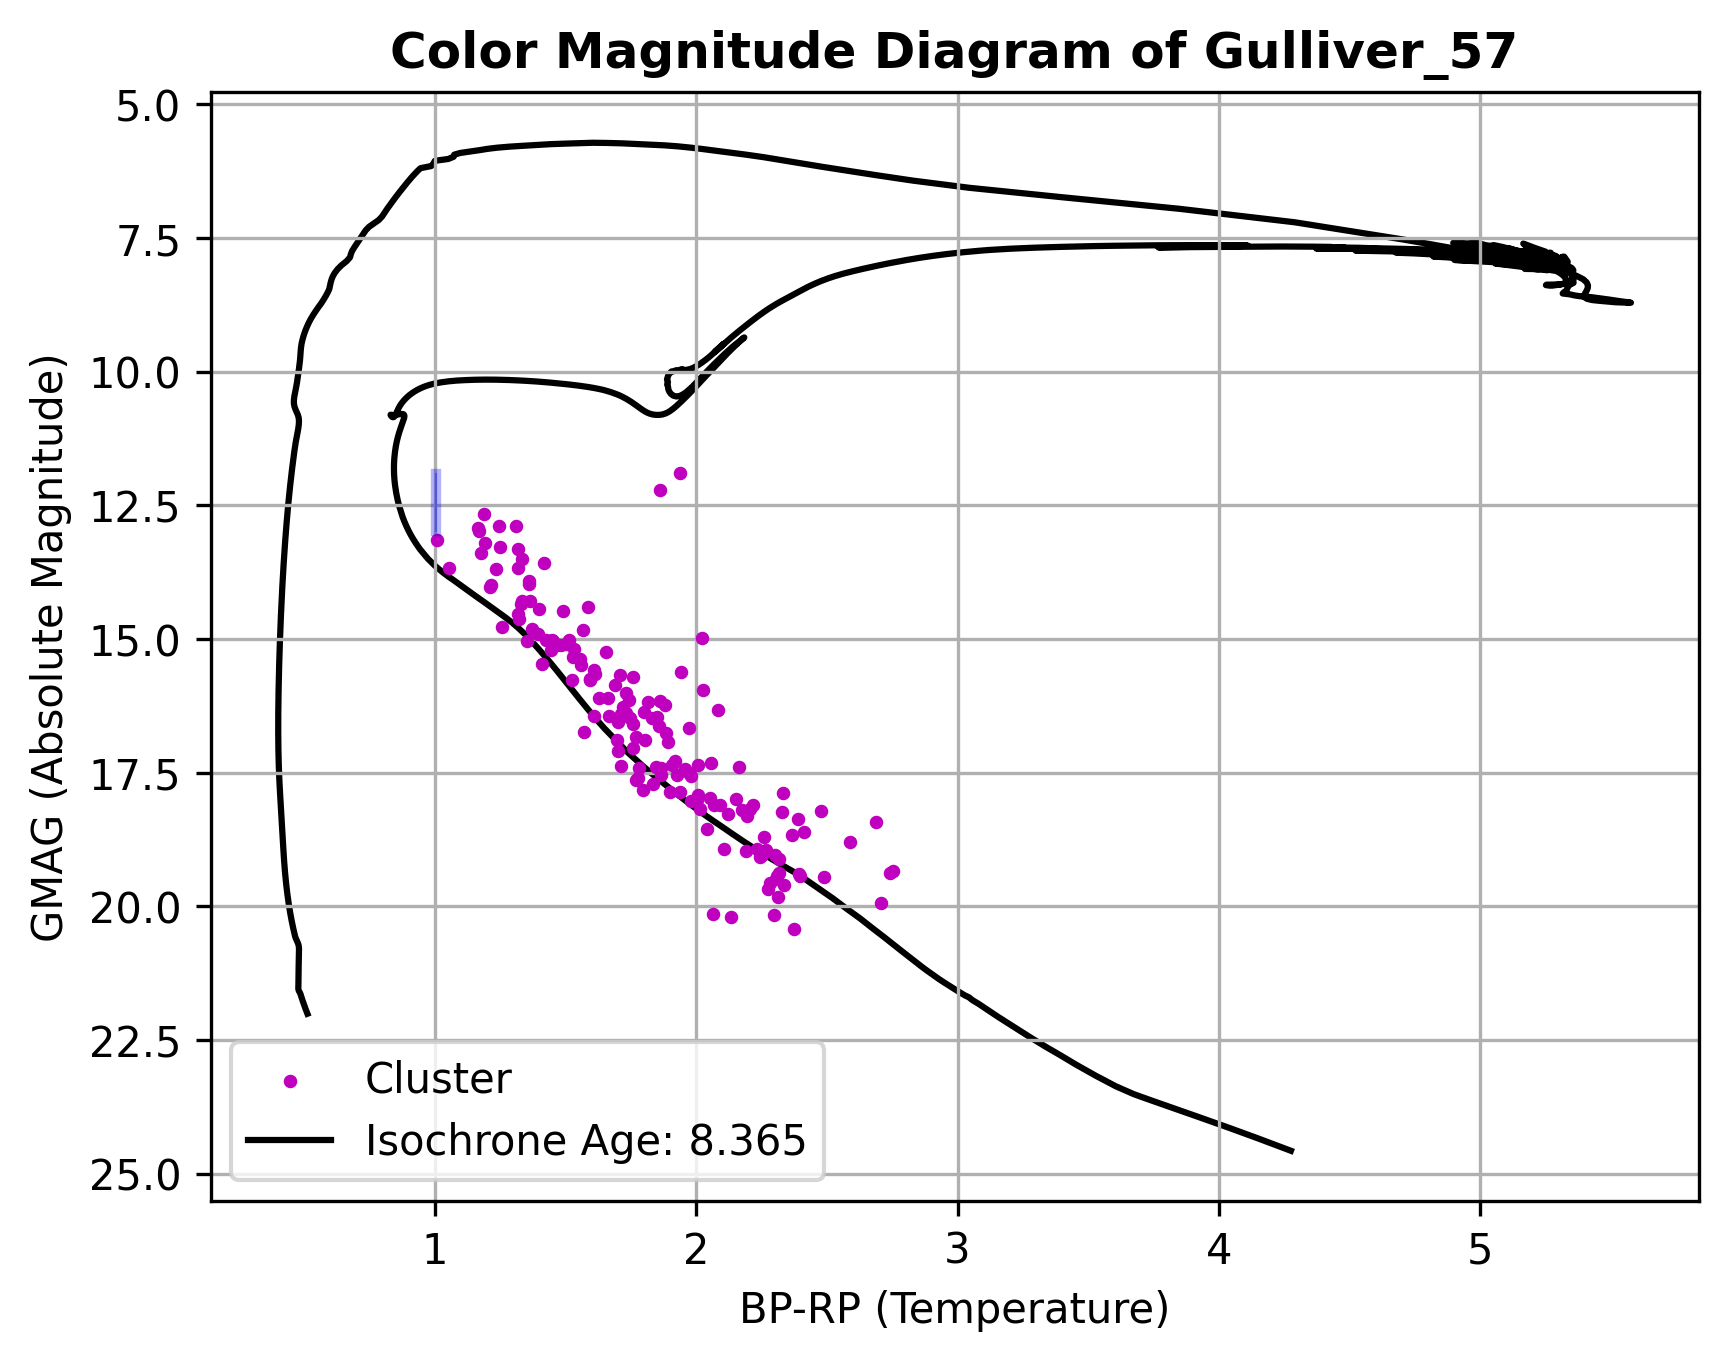 Color Magnitude Diagram of Gulliver_57
GMAG (Absolute Magnitude)
5.0
7.5
10.0
12.5
15.0
17.5
20.0
22.5
25.0
Cluster
Isochrone Age: 8.365
1 2 3 4 5
BP-RP (Temperature)